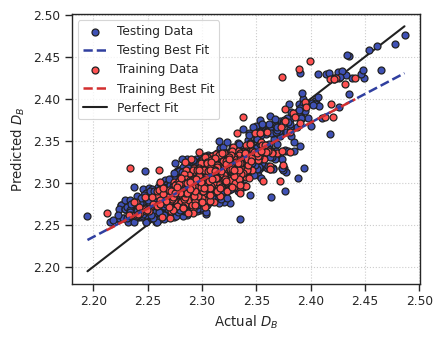 2.50
2.45
2.40
2.35
2.30
2.25
2.20
Predicted D_B
Testing Data
Testing Best Fit
Training Data
Training Best Fit
Perfect Fit
2.20 2.25 2.30 2.35 2.40 2.45 2.50
Actual D_B